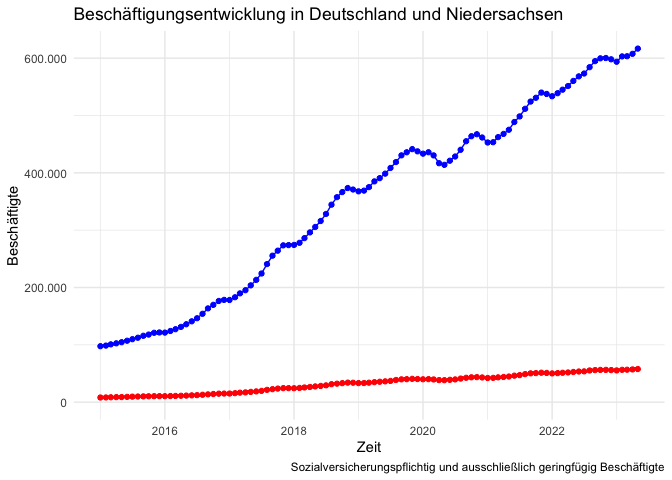 Beschäftigungsentwicklung in Deutschland und Niedersachsen
Beschäftigte
600.000
400.000
200.000
0
2016 2018 2020 2022
Zeit
Sozialversicherungspflichtig und ausschließlich geringfügig Beschäftigte